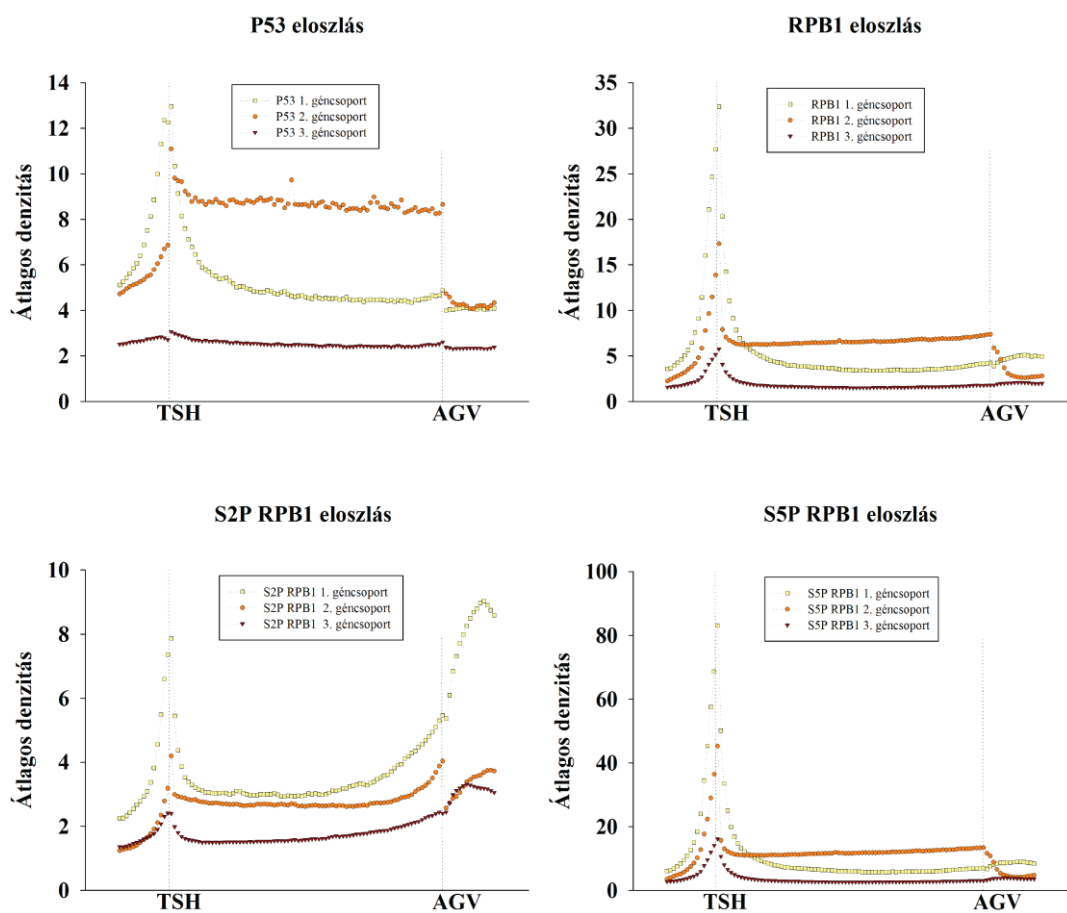 P53 eloszlás
Átlagos denzitás
14
12
10
8
6
4
2
0
P53 1. géncsoport
P53 2. géncsoport
P53 3. géncsoport
TSH
AGV
RPB1 eloszlás
Átlagos denzitás
35
30
25
20
15
10
5
0
RPB1 1. géncsoport
RPB1 2. géncsoport
RPB1 3. géncsoport
TSH
AGV
S2P RPB1 eloszlás
Átlagos denzitás
10
8
6
4
2
0
S2P RPB1 1. géncsoport
S2P RPB1 2. géncsoport
S2P RPB1 3. géncsoport
TSH
AGV
S5P RPB1 eloszlás
Átlagos denzitás
100
80
60
40
20
0
S5P RPB1 1. géncsoport
S5P RPB1 2. géncsoport
S5P RPB1 3. géncsoport
TSH
AGV